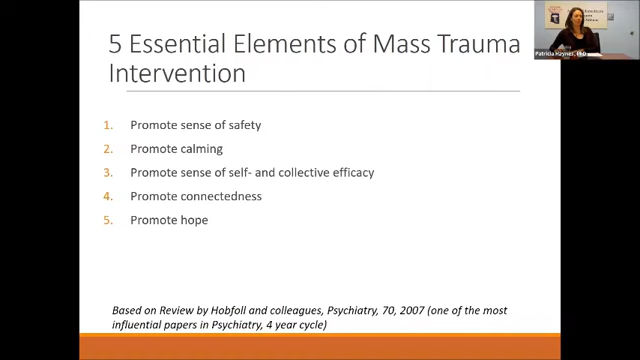 5 Essential Elements of Mass Trauma
Intervention
1. Promote sense of safety
2. Promote calming
3. Promote sense of self- and collective efficacy
4. Promote connectedness
5. Promote hope
Based on Review by Hobfoll and colleagues, Psychiatry, 70, 2007 (one of the most
influential papers in Psychiatry, 4 year cycle)
Patricia Haynes, PhD